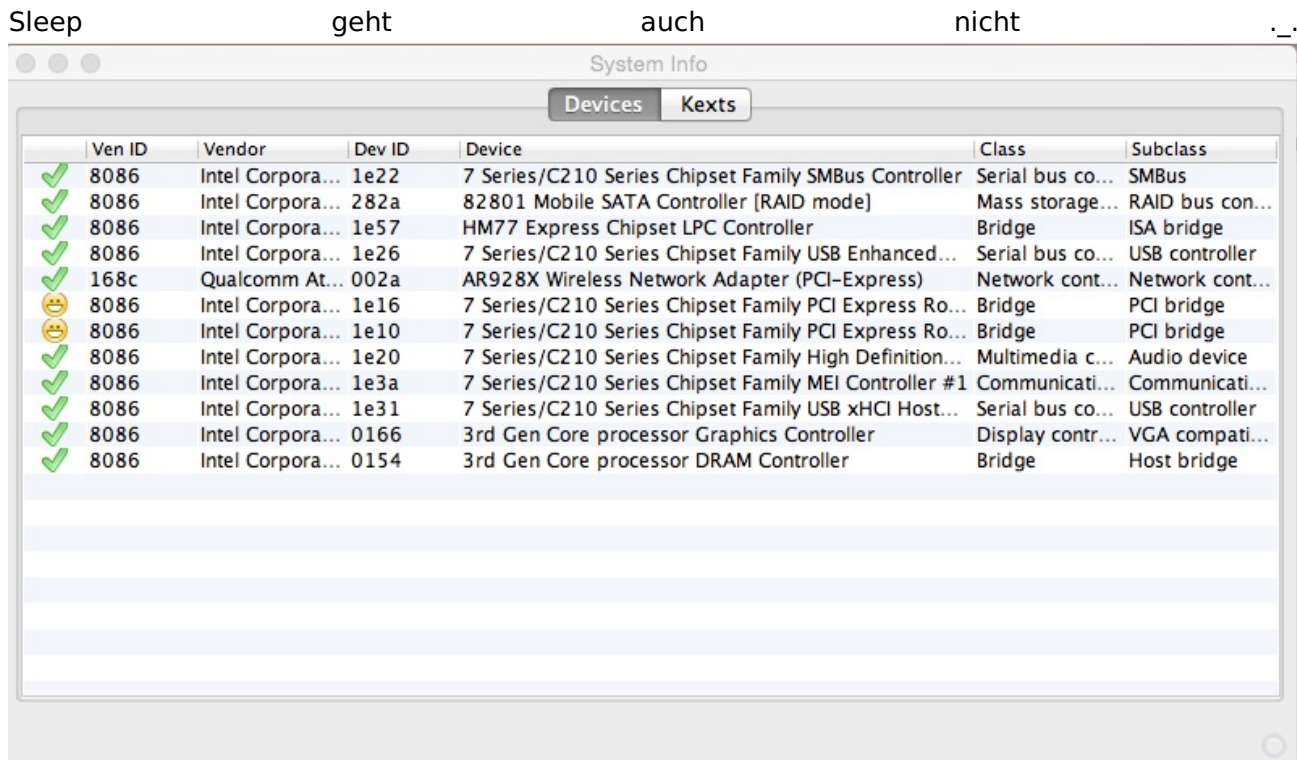 Sleep geht auch nicht ._.
System Info
Devices Kexts
Ven ID Vendor Dev ID Device Class Subclass
8086 Intel Corpora... 1e22 7 Series/C210 Series Chipset Family SMBus Controller Serial bus co... SMBus
8086 Intel Corpora... 282a 82801 Mobile SATA Controller [RAID mode] Mass storage... RAID bus con...
8086 Intel Corpora... 1e57 HM77 Express Chipset LPC Controller Bridge ISA bridge
8086 Intel Corpora... 1e26 7 Series/C210 Series Chipset Family USB Enhanced... Serial bus co... USB controller
168c Qualcomm At... 002a AR928X Wireless Network Adapter (PCI-Express) Network cont... Network cont...
8086 Intel Corpora... 1e16 7 Series/C210 Series Chipset Family PCI Express Ro... Bridge PCI bridge
8086 Intel Corpora... 1e10 7 Series/C210 Series Chipset Family PCI Express Ro... Bridge PCI bridge
8086 Intel Corpora... 1e20 7 Series/C210 Series Chipset Family High Definition... Multimedia c... Audio device
8086 Intel Corpora... 1e3a 7 Series/C210 Series Chipset Family MEI Controller #1 Communicati... Communicati...
8086 Intel Corpora... 1e31 7 Series/C210 Series Chipset Family USB xHCI Host... Serial bus co... USB controller
8086 Intel Corpora... 0166 3rd Gen Core processor Graphics Controller Display contr... VGA compati...
8086 Intel Corpora... 0154 3rd Gen Core processor DRAM Controller Bridge Host bridge